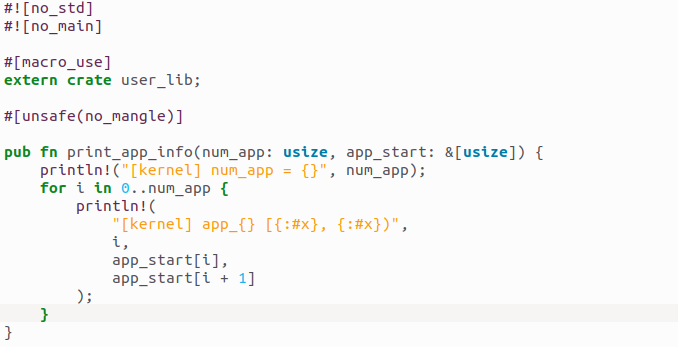 #![no_std]
#![no_main]

#[macro_use]
extern crate user_lib;

#[unsafe(no_mangle)]

pub fn print_app_info(num_app: usize, app_start: &[usize]) {
    println!("[kernel] num_app = {}", num_app);
    for i in 0..num_app {
        println!(
            "[kernel] app_{} [{:#x}, {:#x})",
            i,
            app_start[i],
            app_start[i + 1]
        );
    }
}